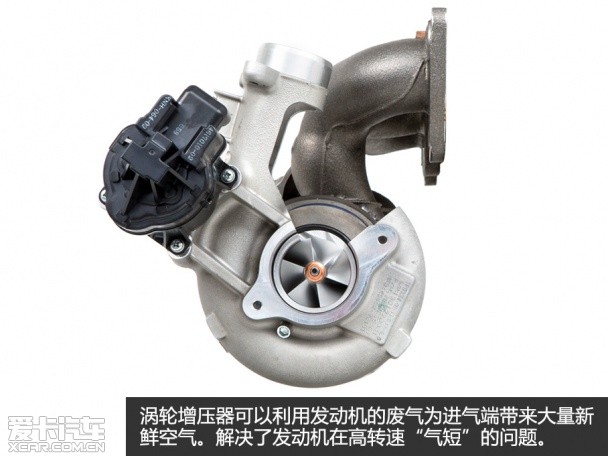 涡轮增压器可以利用发动机的废气为进气端带来大量新
鲜空气。解决了发动机在高转速“气短”的问题。
爱卡汽车
XCAR.COM.CN